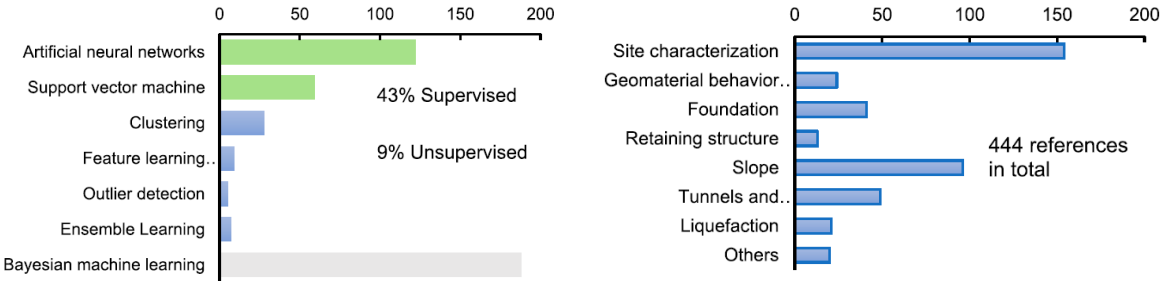 0 50 100 150 200
Artificial neural networks
Support vector machine
Clustering
Feature learning..
Outlier detection
Ensemble Learning
Bayesian machine learning
43% Supervised
9% Unsupervised
0 50 100 150 200
Site characterization
Geomaterial behavior..
Foundation
Retaining structure
Slope
Tunnels and..
Liquefaction
Others
444 references
in total